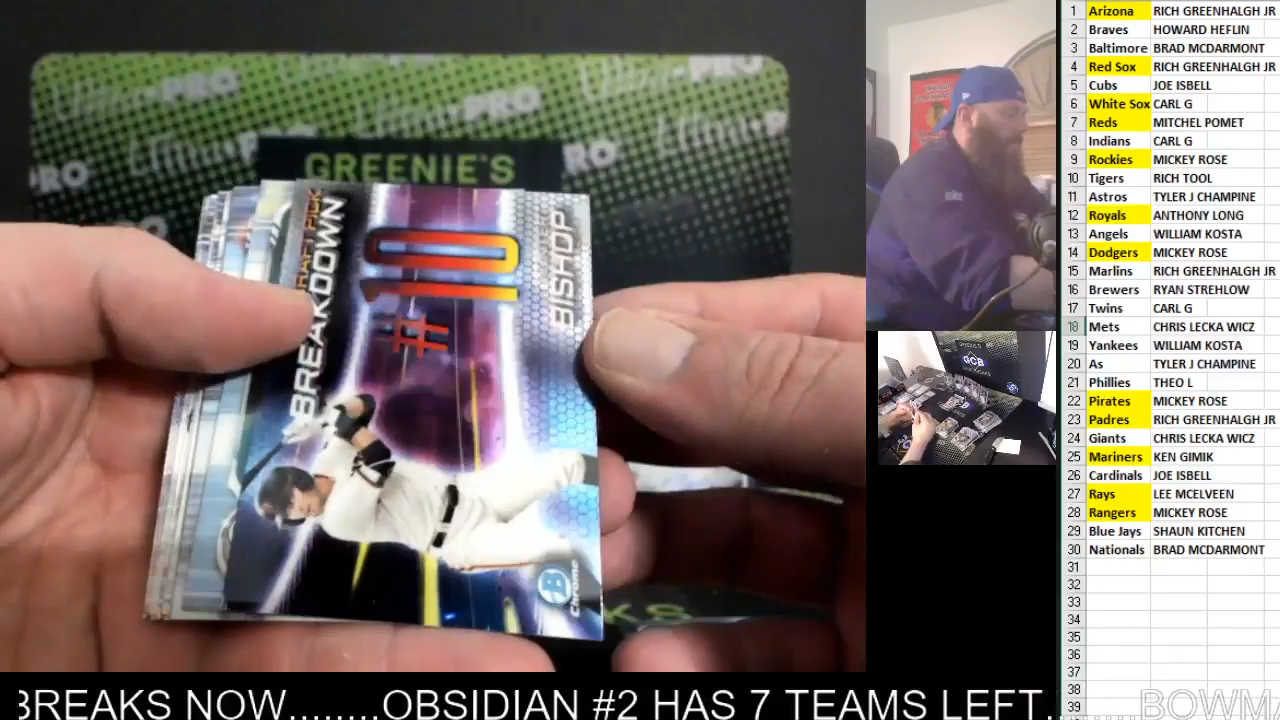 GREENIE'S
DRAFT PICK
BREAKDOWN
#10
HUNTER
BISHOP
Chrome
GCB
1 Arizona RICH GREENHALGH JR
2 Braves HOWARD HEFLIN
3 Baltimore BRAD MCDARMONT
4 Red Sox RICH GREENHALGH JR
5 Cubs JOE ISBELL
6 White Sox CARL G
7 Reds MITCHEL POMET
8 Indians CARL G
9 Rockies MICKEY ROSE
10 Tigers RICH TOOL
11 Astros TYLER J CHAMPINE
12 Royals ANTHONY LONG
13 Angels WILLIAM KOSTA
14 Dodgers MICKEY ROSE
15 Marlins RICH GREENHALGH JR
16 Brewers RYAN STREHLOW
17 Twins CARL G
18 Mets CHRIS LECKA WICZ
19 Yankees WILLIAM KOSTA
20 As TYLER J CHAMPINE
21 Phillies THEO L
22 Pirates MICKEY ROSE
23 Padres RICH GREENHALGH JR
24 Giants CHRIS LECKA WICZ
25 Mariners KEN GIMIK
26 Cardinals JOE ISBELL
27 Rays LEE MCELVEEN
28 Rangers MICKEY ROSE
29 Blue Jays SHAUN KITCHEN
30 Nationals BRAD MCDARMONT
31
32
33
34
35
36
37
38
39
BREAKS NOW........OBSIDIAN #2 HAS 7 TEAMS LEFT........BOWM